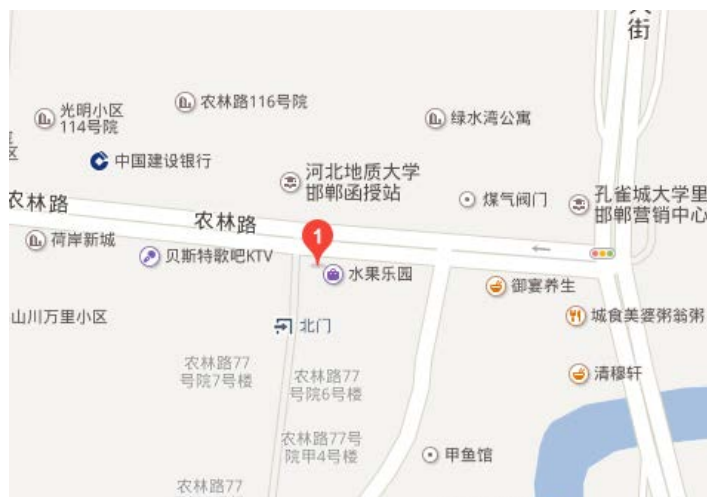 街
光明小区
114号院
农林路116号院
绿水湾公寓
区
中国建设银行
河北地质大学
邯郸函授站
煤气阀门
孔雀城大学里
邯郸营销中心
农林路
农林路
荷岸新城
贝斯特歌吧KTV
1
水果乐园
御宴养生
山川万里小区
北门
城食美婆粥翁粥
农林路77
号院7号楼
农林路77
号院6号楼
清穆轩
农林路77号
院甲4号楼
甲鱼馆
农林路77